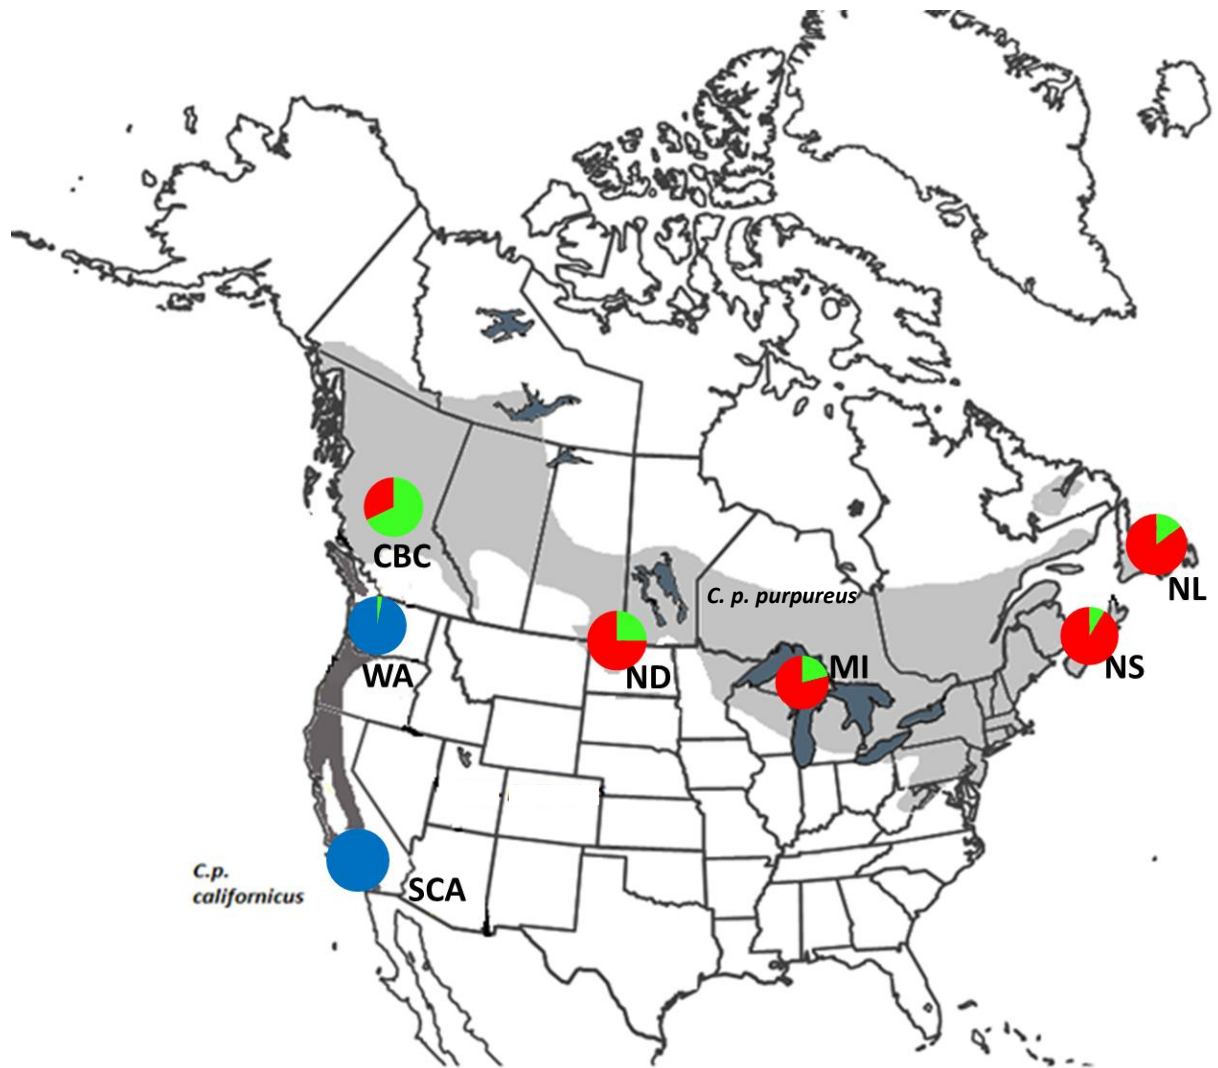 CBC
NL
C. p. purpureus
NS
MI
WA
ND
C.p.
californicus
SCA